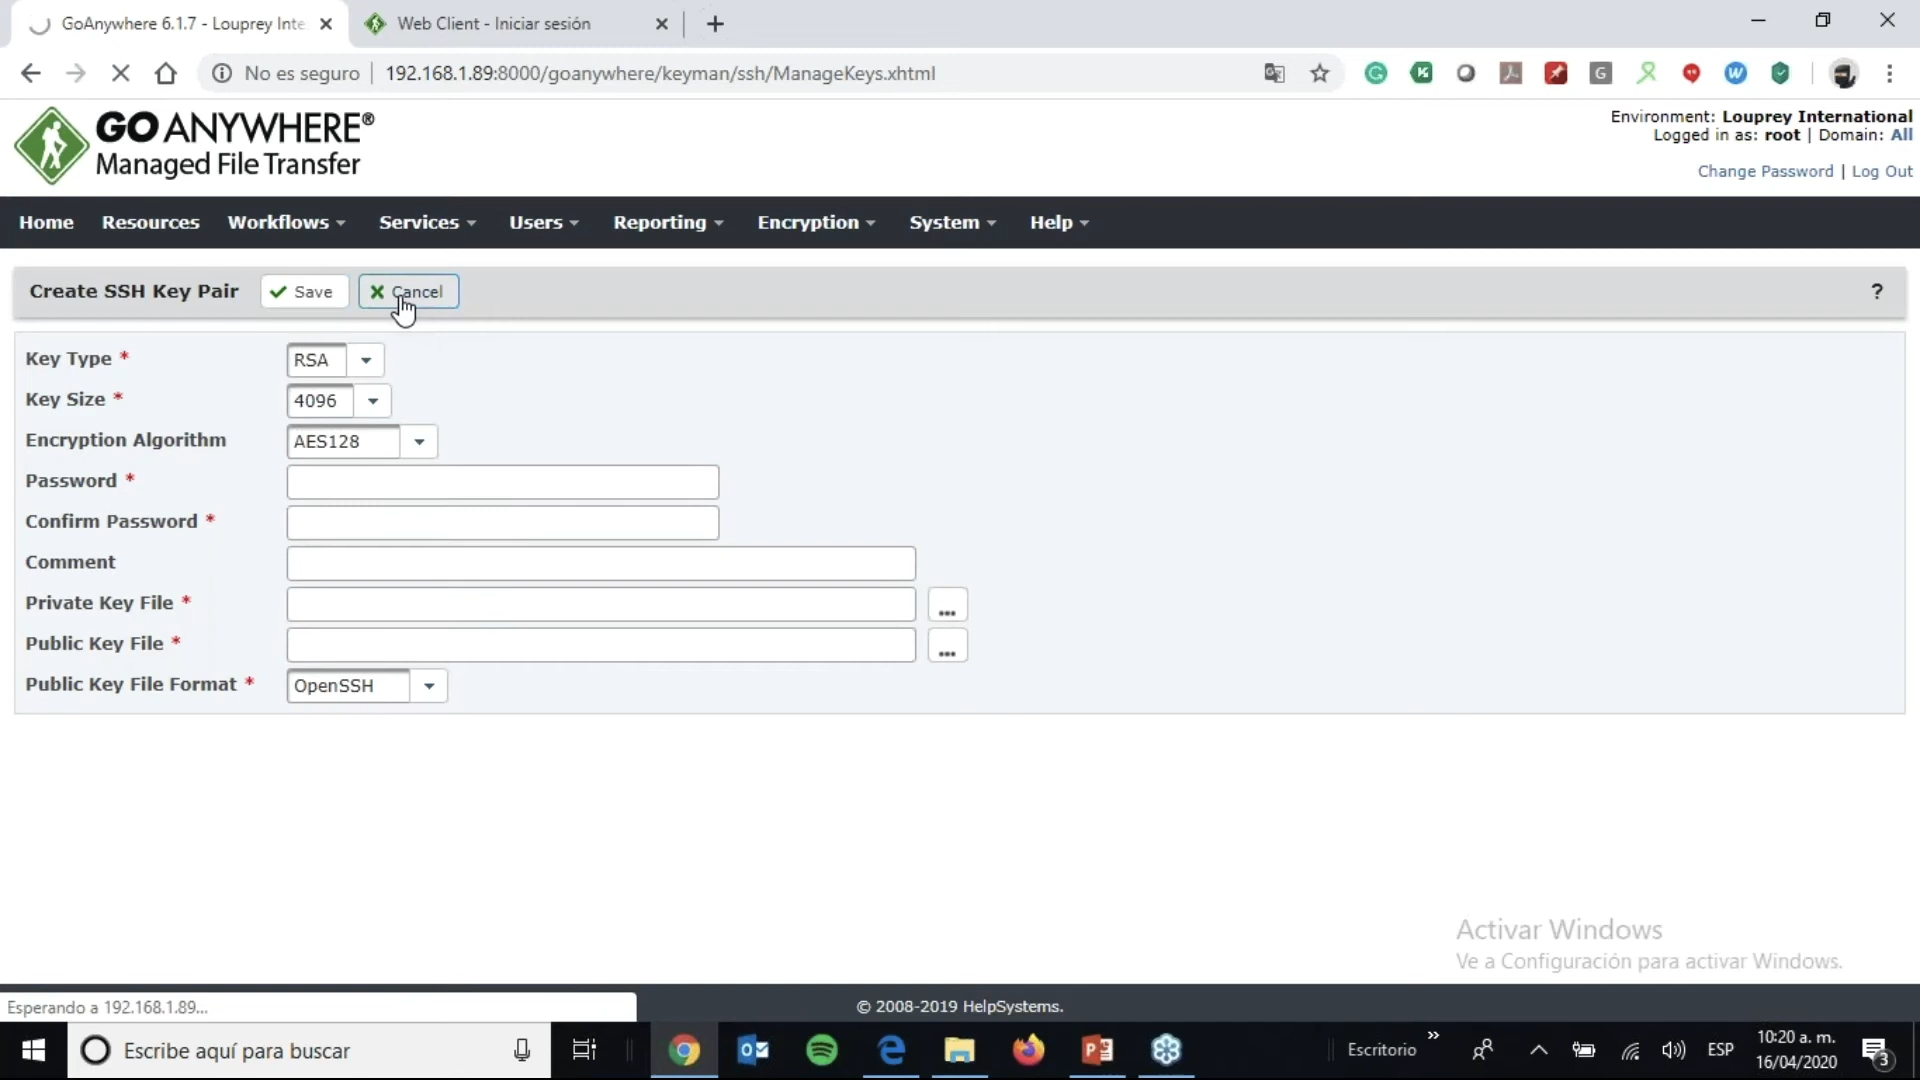 GoAnywhere 6.1.7 - Louprey Inte
Web Client - Iniciar sesión
No es seguro | 192.168.1.89:8000/goanywhere/keyman/ssh/ManageKeys.xhtml
GO ANYWHERE®
Managed File Transfer
Environment: Louprey International
Logged in as: root | Domain: All
Change Password | Log Out
Home Resources Workflows Services Users Reporting Encryption System Help
Create SSH Key Pair Save Cancel ?
Key Type * RSA
Key Size * 4096
Encryption Algorithm AES128
Password *
Confirm Password *
Comment
Private Key File * ...
Public Key File * ...
Public Key File Format * OpenSSH
Activar Windows
Ve a Configuración para activar Windows.
Esperando a 192.168.1.89...
© 2008-2019 HelpSystems.
Escribe aquí para buscar
Escritorio
ESP
10:20 a. m.
16/04/2020
3